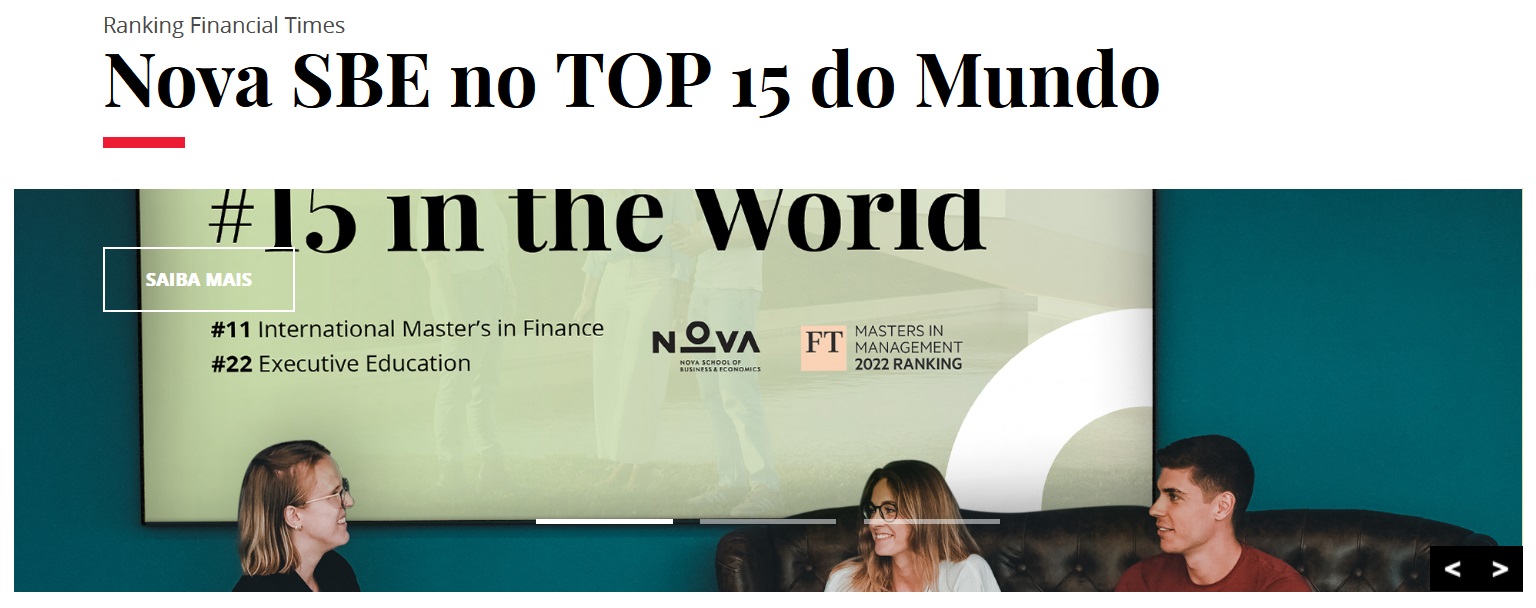 Ranking Financial Times
Nova SBE no TOP 15 do Mundo
#15 in the World
SAIBA MAIS
#11 International Master's in Finance
#22 Executive Education
NOVA
NOVA SCHOOL OF
BUSINESS & ECONOMICS
FT
MASTERS IN
MANAGEMENT
2022 RANKING
< >